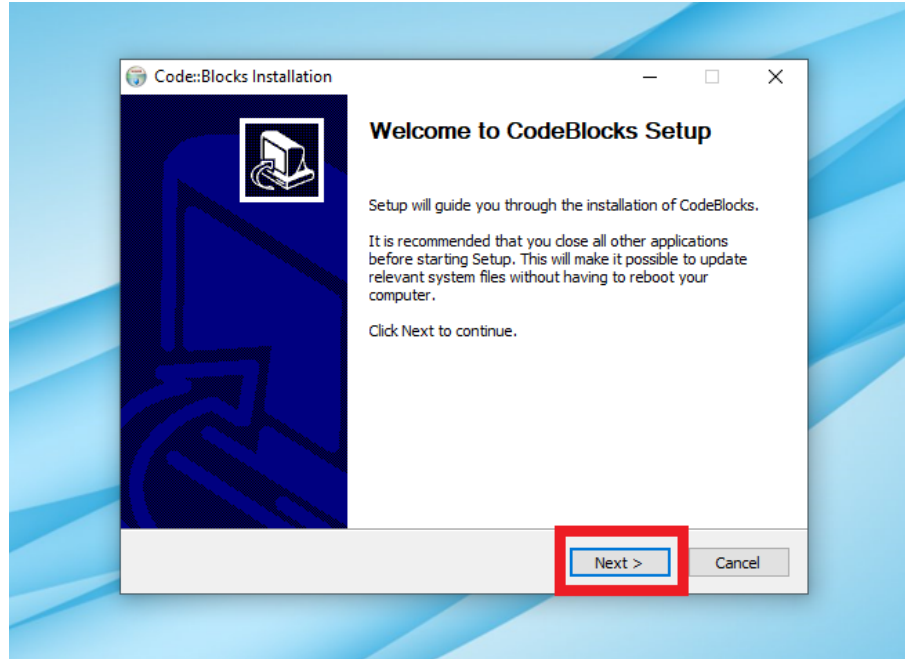 Code::Blocks Installation
Welcome to CodeBlocks Setup
Setup will guide you through the installation of CodeBlocks.
It is recommended that you close all other applications
before starting Setup. This will make it possible to update
relevant system files without having to reboot your
computer.
Click Next to continue.
Next >
Cancel